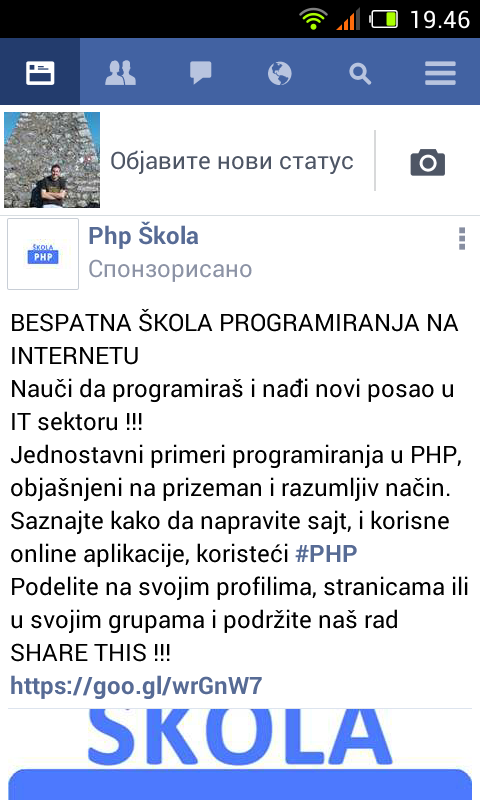 19.46
Објавите нови статус
ŠKOLA
PHP
Php Škola
Спонзорисано
BESPATNA ŠKOLA PROGRAMIRANJA NA
INTERNETU
Nauči da programiraš i nađi novi posao u
IT sektoru !!!
Jednostavni primeri programiranja u PHP,
objašnjeni na prizeman i razumljiv način.
Saznajte kako da napravite sajt, i korisne
online aplikacije, koristeći #PHP
Podelite na svojim profilima, stranicama ili
u svojim grupama i podržite naš rad
SHARE THIS !!!
https://goo.gl/wrGnW7
ŠKOLA